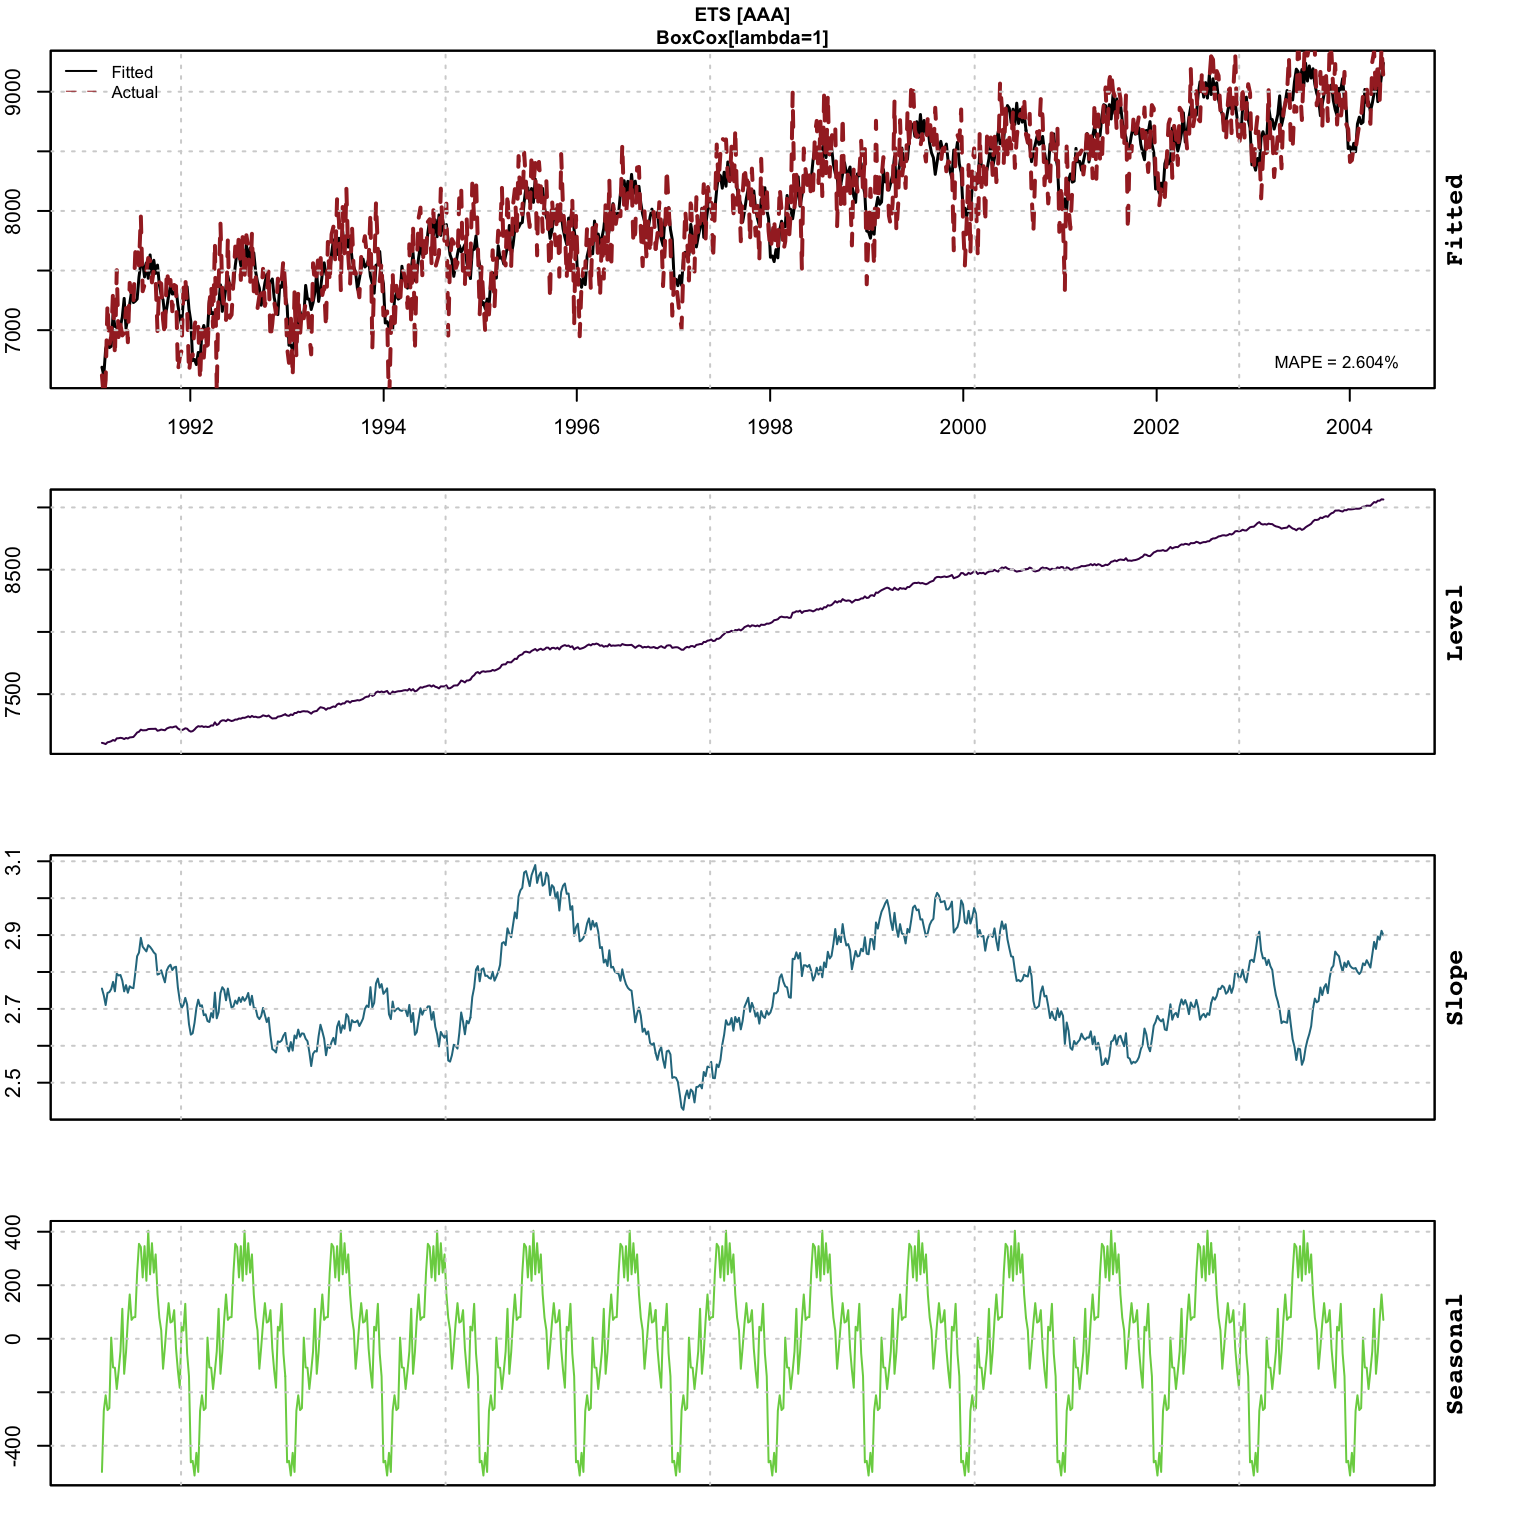 ETS [AAA]
BoxCox[lambda=1]
Fitted
Actual
9000
8000
7000
Fitted
MAPE = 2.604%
1992 1994 1996 1998 2000 2002 2004
8500
7500
Level
3.1
2.9
2.7
2.5
Slope
400
200
0
-400
Seasonal